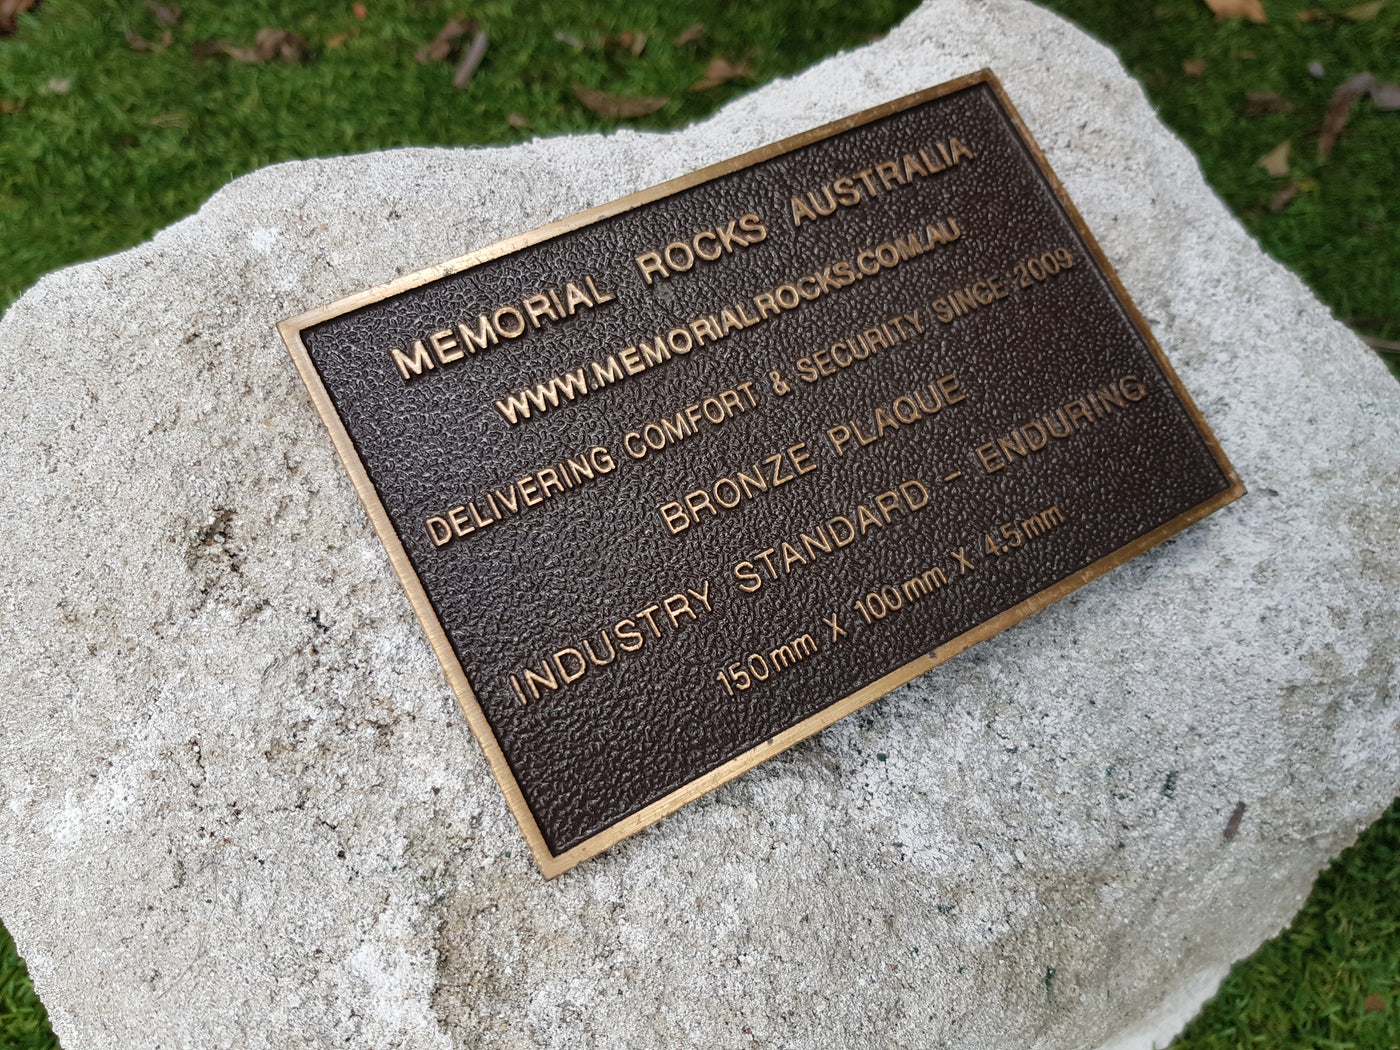 MEMORIAL ROCKS AUSTRALIA
WWW.MEMORIALROCKS.COM.AU
DELIVERING COMFORT & SECURITY SINCE 2009
BRONZE PLAQUE
INDUSTRY STANDARD - ENDURING
150mm X 100mm X 4.5mm